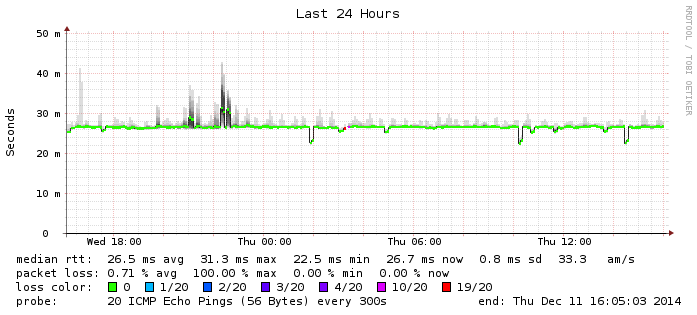 Last 24 Hours
RRDTOOL / TOBI OETIKER
Seconds
50 m
40 m
30 m
20 m
10 m
0
Wed 18:00 Thu 00:00 Thu 06:00 Thu 12:00
median rtt: 26.5 ms avg 31.3 ms max 22.5 ms min 26.7 ms now 0.8 ms sd 33.3 am/s
packet loss: 0.71 % avg 100.00 % max 0.00 % min 0.00 % now
loss color: 0 1/20 2/20 3/20 4/20 10/20 19/20
probe: 20 ICMP Echo Pings (56 Bytes) every 300s end: Thu Dec 11 16:05:03 2014